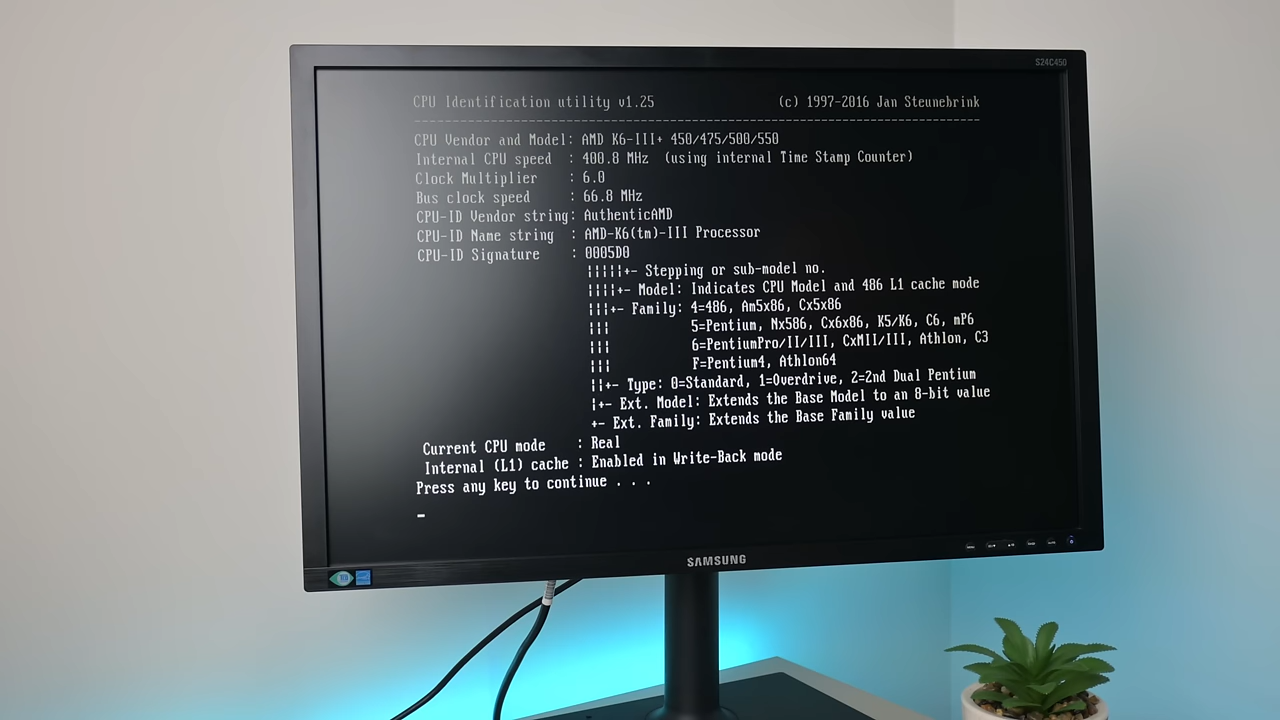 S24C450
CPU Identification utility v1.25 (c) 1997-2016 Jan Steunebrink
--------------------------------------------------------------------------------
CPU Vendor and Model: AMD K6-III+ 450/475/500/550
Internal CPU speed : 400.8 MHz (using internal Time Stamp Counter)
Clock Multiplier : 6.0
Bus clock speed : 66.8 MHz
CPU-ID Vendor string: AuthenticAMD
CPU-ID Name string : AMD-K6(tm)-III Processor
CPU-ID Signature : 0005D0
¦¦¦¦¦+- Stepping or sub-model no.
¦¦¦¦+- Model: Indicates CPU Model and 486 L1 cache mode
¦¦¦+- Family: 4=486, Am5x86, Cx5x86
¦¦¦ 5=Pentium, Nx586, Cx6x86, K5/K6, C6, mP6
¦¦¦ 6=PentiumPro/II/III, CxMII/III, Athlon, C3
¦¦¦ F=Pentium4, Athlon64
¦¦+- Type: 0=Standard, 1=Overdrive, 2=2nd Dual Pentium
¦+- Ext. Model: Extends the Base Model to an 8-bit value
+- Ext. Family: Extends the Base Family value
Current CPU mode : Real
Internal (L1) cache : Enabled in Write-Back mode
Press any key to continue . . .
SAMSUNG